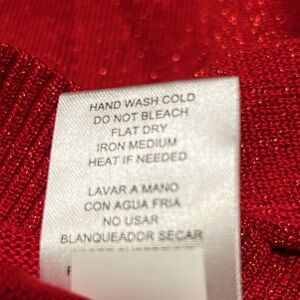 HAND WASH COLD
DO NOT BLEACH
FLAT DRY
IRON MEDIUM
HEAT IF NEEDED
LAVAR A MANO
CON AGUA FRIA
NO USAR
BLANQUEADOR SECAR